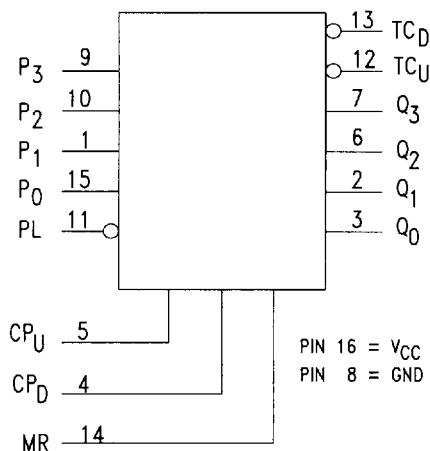 13 TC_D
12 TC_U
P_3 9
7 Q_3
P_2 10
6 Q_2
P_1 1
2 Q_1
P_0 15
3 Q_0
PL 11
CP_U 5
PIN 16 = V_CC
CP_D 4
PIN 8 = GND
MR 14